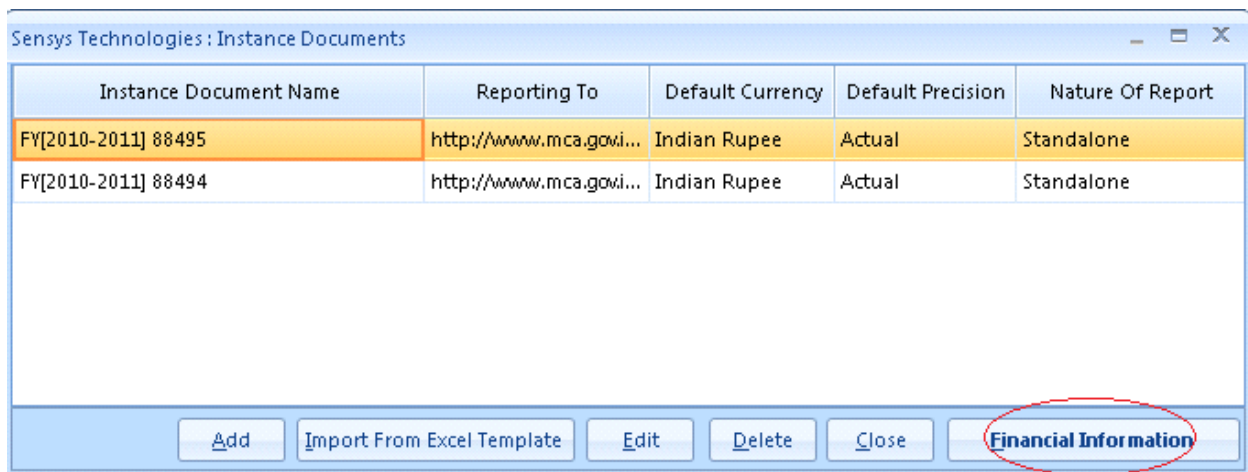 Sensys Technologies : Instance Documents
Instance Document Name Reporting To Default Currency Default Precision Nature Of Report
FY[2010-2011] 88495 http://www.mca.gov.i... Indian Rupee Actual Standalone
FY[2010-2011] 88494 http://www.mca.gov.i... Indian Rupee Actual Standalone
Add Import From Excel Template Edit Delete Close Financial Information